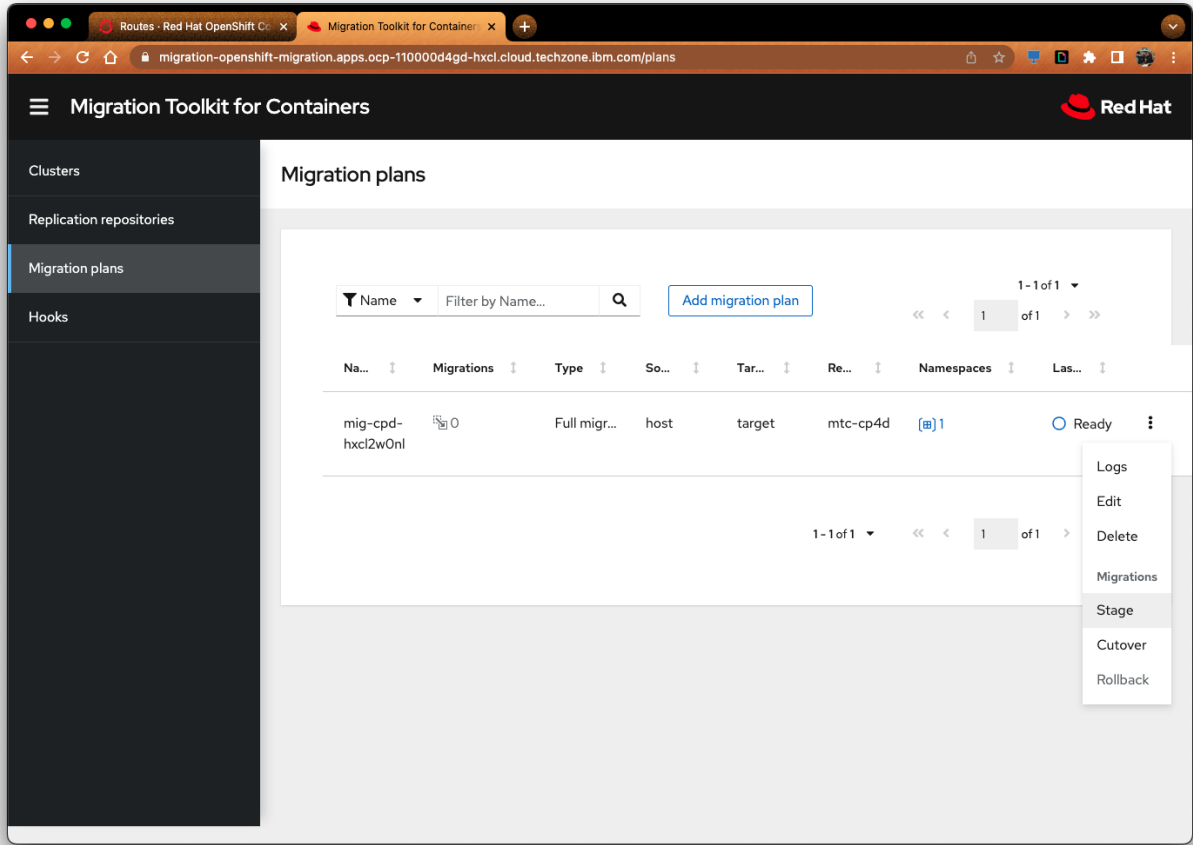 Routes · Red Hat OpenShift Co
Migration Toolkit for Container
migration-openshift-migration.apps.ocp-110000d4gd-hxcl.cloud.techzone.ibm.com/plans
Migration Toolkit for Containers
Red Hat
Clusters
Replication repositories
Migration plans
Hooks
Migration plans
Name
Filter by Name...
Add migration plan
1 - 1 of 1
1 of 1
Na... Migrations Type So... Tar... Re... Namespaces Las...
mig-cpd-hxcl2w0nl 0 Full migr... host target mtc-cp4d 1 Ready
Logs
Edit
Delete
Migrations
Stage
Cutover
Rollback
1 - 1 of 1 1 of 1